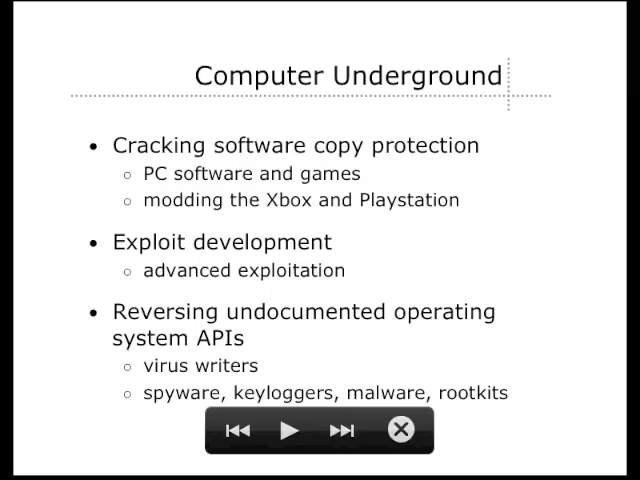 Computer Underground
• Cracking software copy protection
○ PC software and games
○ modding the Xbox and Playstation
• Exploit development
○ advanced exploitation
• Reversing undocumented operating
system APIs
○ virus writers
○ spyware, keyloggers, malware, rootkits